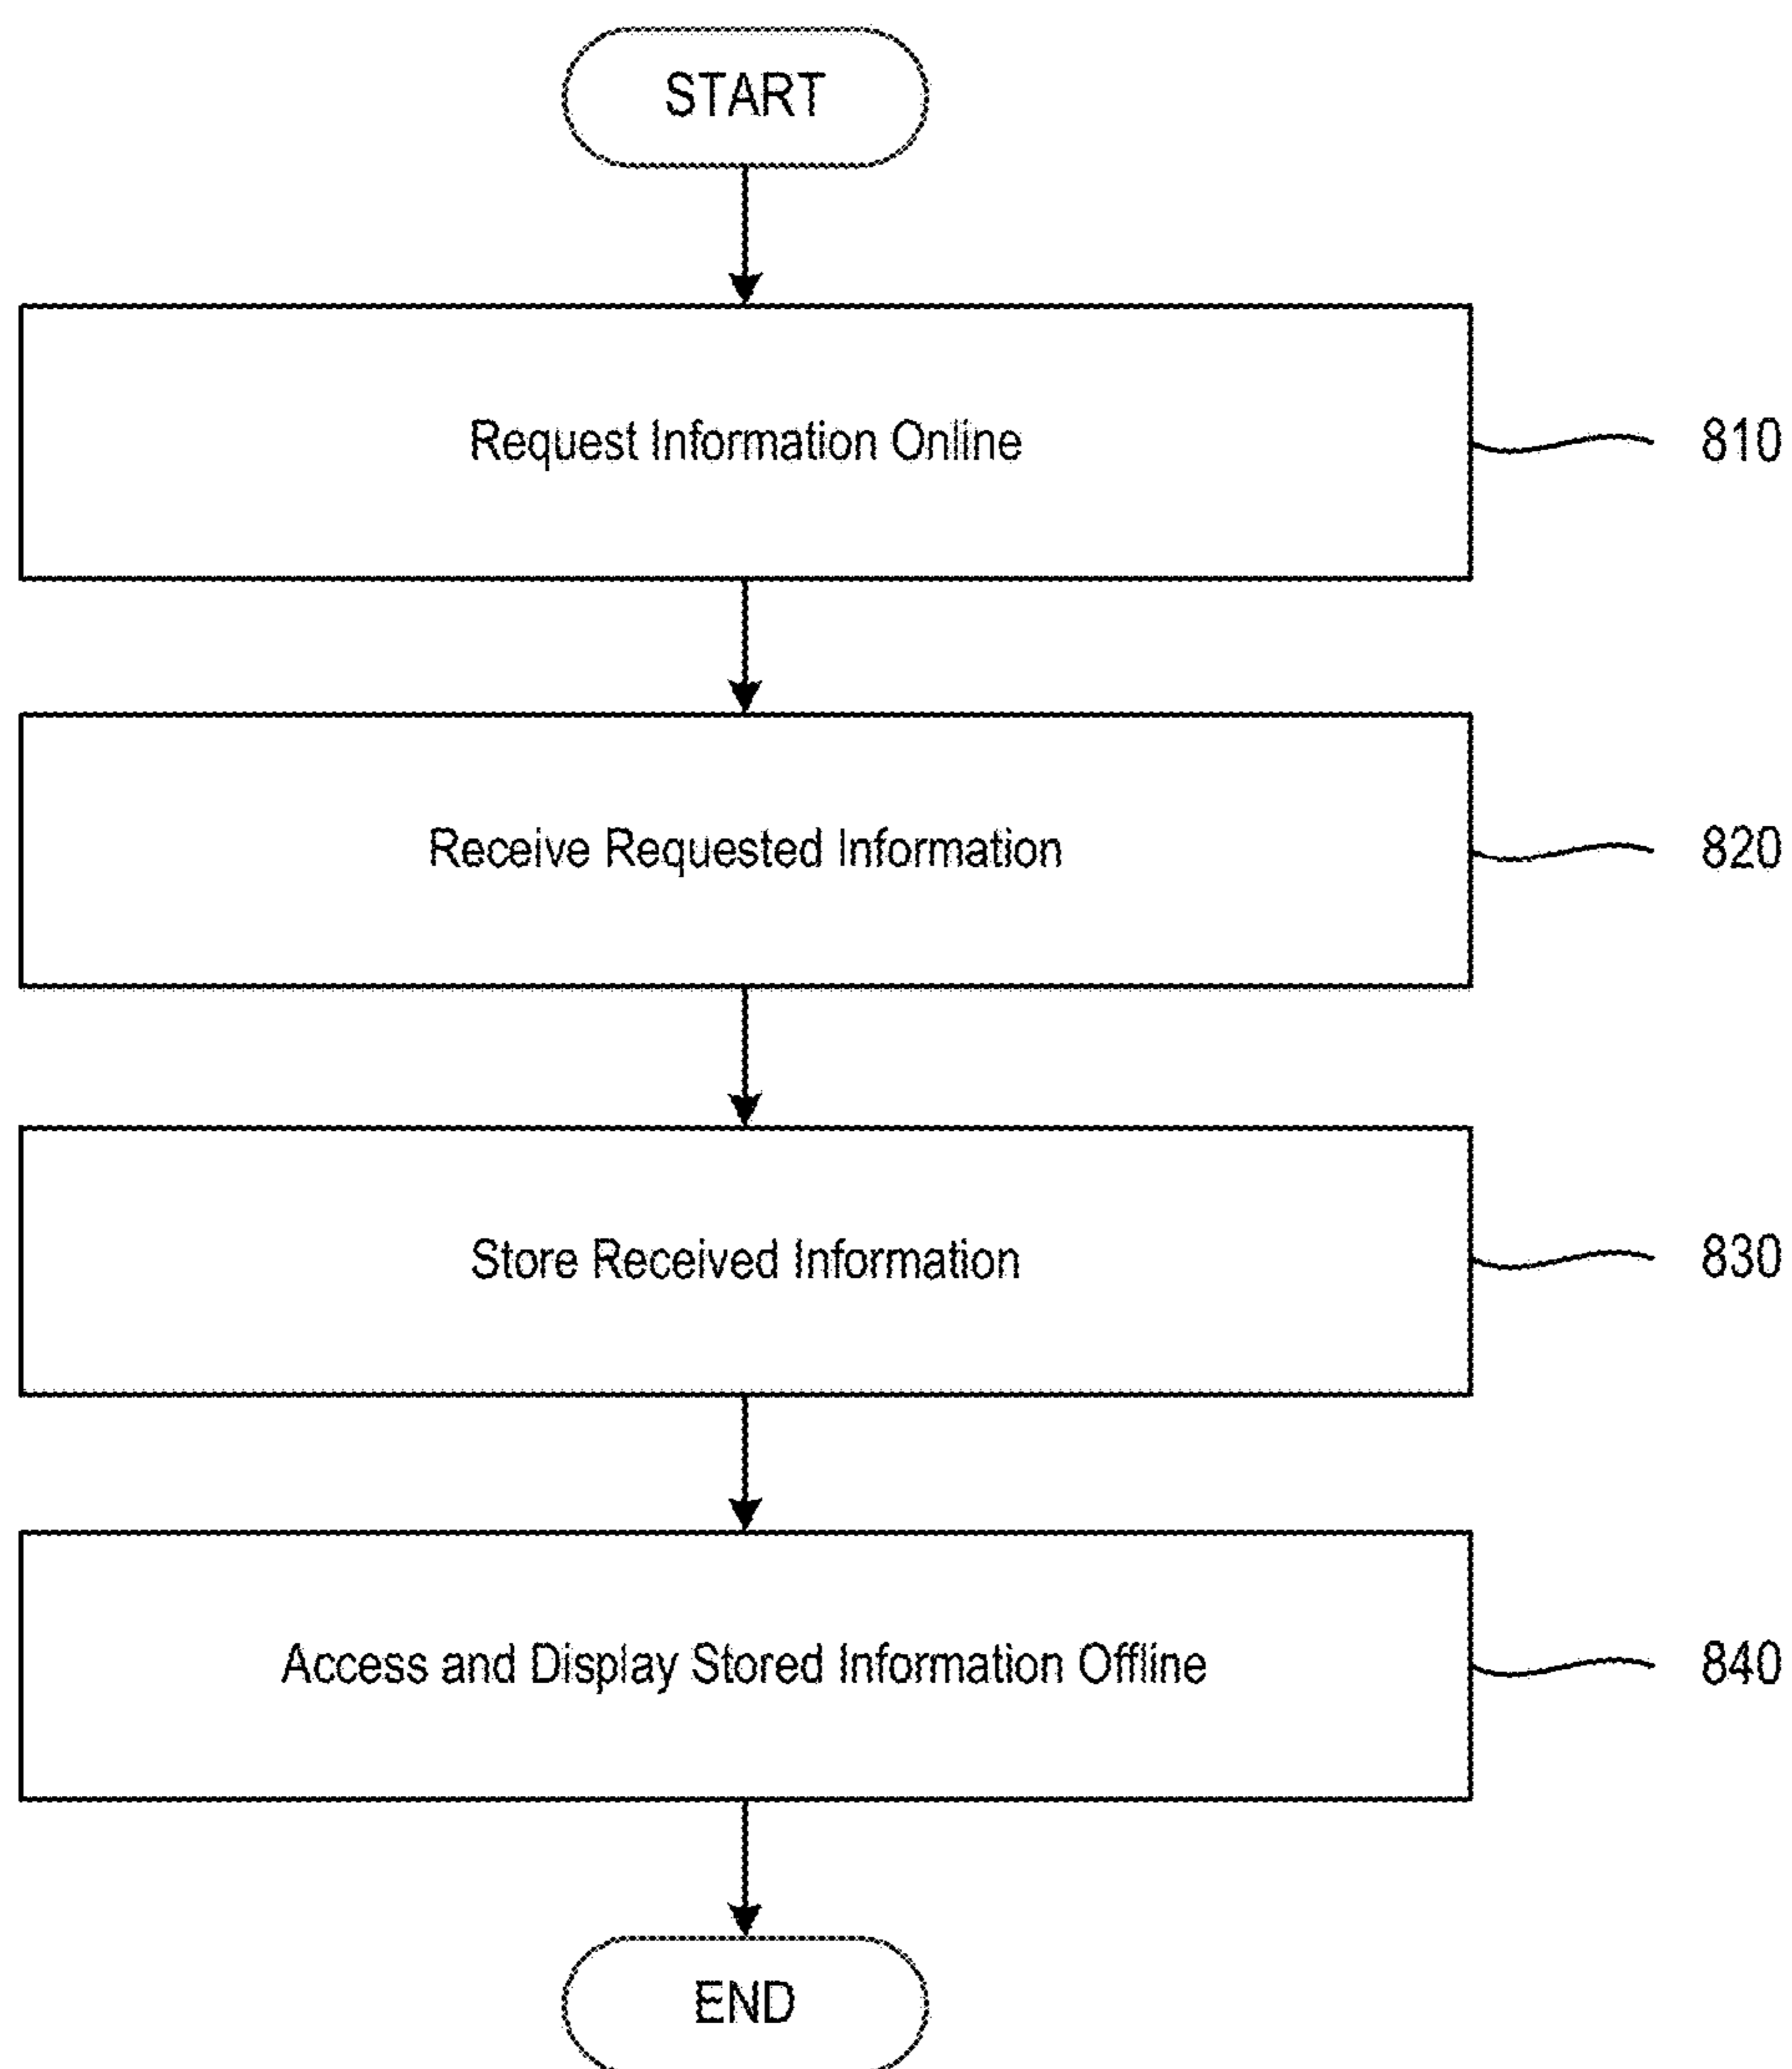 START
Request Information Online
810
Receive Requested Information
820
Store Received Information
830
Access and Display Stored Information Offline
840
END